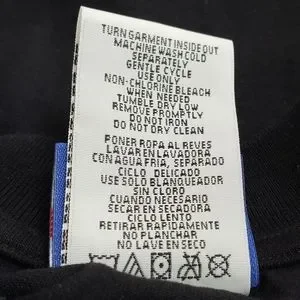 TURN GARMENT INSIDE OUT
MACHINE WASH COLD
SEPARATELY
GENTLE CYCLE
USE ONLY
NON-CHLORINE BLEACH
WHEN NEEDED
TUMBLE DRY LOW
REMOVE PROMPTLY
DO NOT IRON
DO NOT DRY CLEAN
PONER ROPA AL REVES
LAVAR EN LAVADORA
CON AGUA FRIA, SEPARADO
CICLO DELICADO
USE SOLO BLANQUEADOR
SIN CLORO
CUANDO NECESARIO
SECAR EN SECADORA
CICLO LENTO
RETIRAR RAPIDAMENTE
NO PLANCHAR
NO LAVE EN SECO